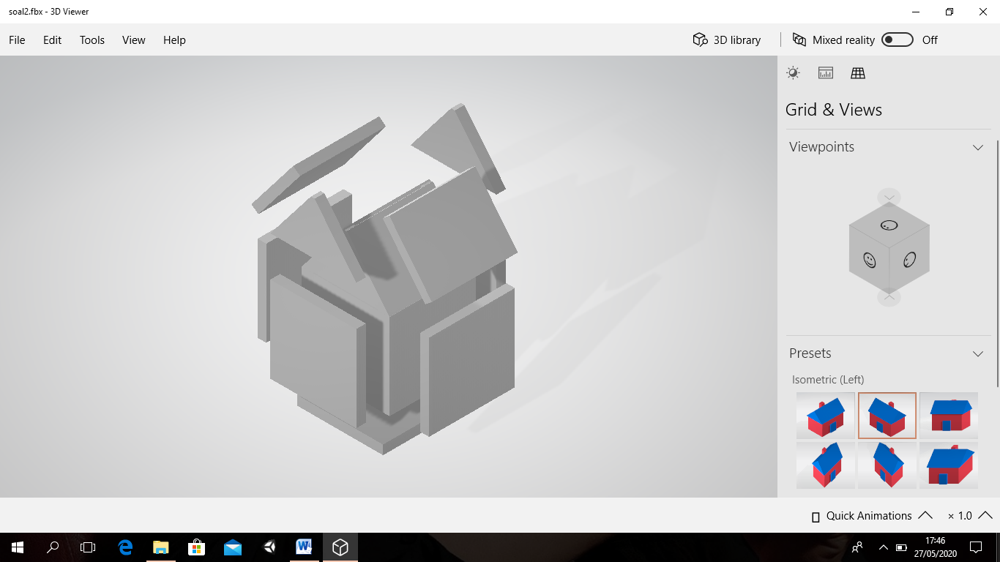 soal2.fbx - 3D Viewer
File Edit Tools View Help
3D library
Mixed reality Off
Grid & Views
Viewpoints
Presets
Isometric (Left)
Quick Animations × 1.0
17:46
27/05/2020